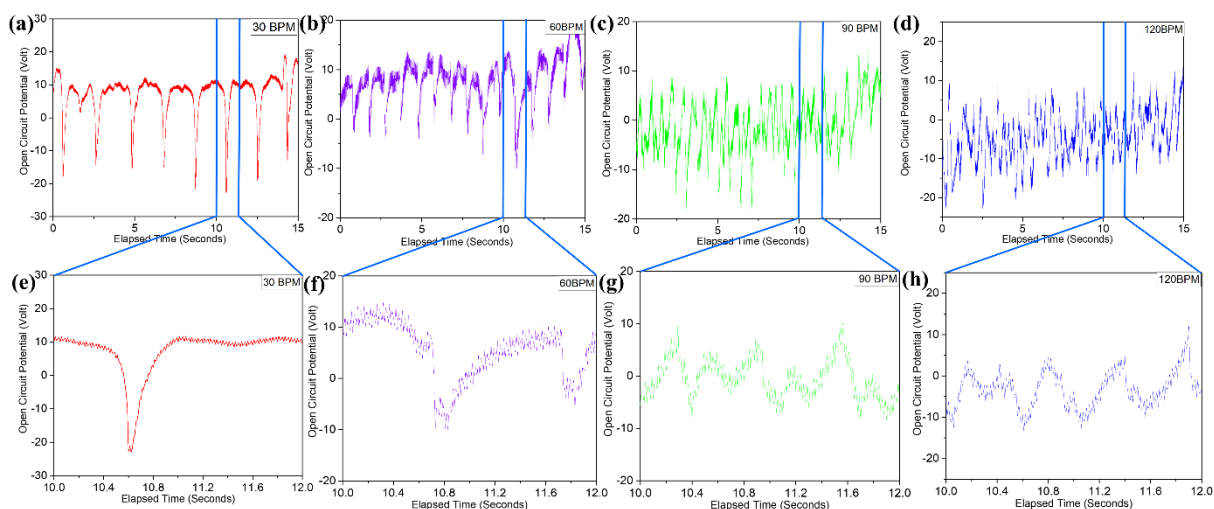 (a)
30 BPM
30
20
10
0
-10
-20
-30
Open Circuit Potential (Volt)
0
5
10
15
Elapsed Time (Seconds)
(b)
60BPM
20
10
0
-10
-20
Open Circuit Potential (Volt)
0
5
10
15
Elapsed Time (Seconds)
(c)
90 BPM
20
10
0
-10
-20
Open Circuit Potential (Volt)
0
5
10
15
Elapsed Time (Seconds)
(d)
120BPM
20
10
0
-10
-20
Open Circuit Potential (Volt)
0
5
10
15
Elapsed Time (Seconds)
(e)
30 BPM
30
20
10
0
-10
-20
-30
Open Circuit Potential (Volt)
10.0
10.4
10.8
11.2
11.6
12.0
Elapsed Time (Seconds)
(f)
60BPM
20
10
0
-10
-20
Open Circuit Potential (Volt)
10.0
10.4
10.8
11.2
11.6
12.0
Elapsed Time (Seconds)
(g)
90 BPM
20
10
0
-10
-20
Open Circuit Potential (Volt)
10.0
10.4
10.8
11.2
11.6
12.0
Elapsed Time (Seconds)
(h)
120BPM
20
10
0
-10
-20
Open Circuit Potential (Volt)
10.0
10.4
10.8
11.2
11.6
12.0
Elapsed Time (Seconds)